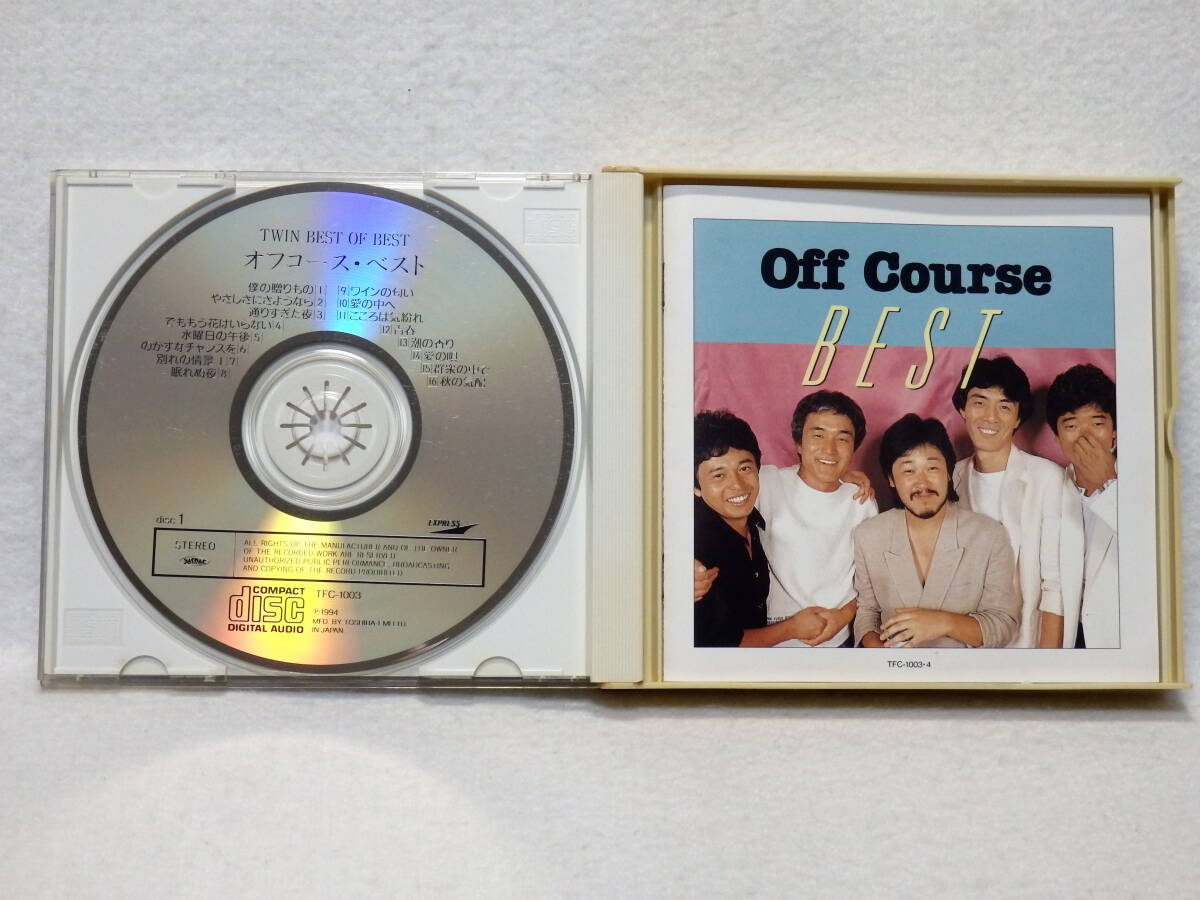 TWIN BEST OF BEST
オフコース・ベスト
僕の贈りもの 1
やさしさにさようなら 2
通りすぎた夜 3
でももう花はいらない 4
水曜日の午後 5
のがすなチャンスを 6
別れの情景 1 7
眠れぬ夜 8
9 ワインの匂い
10 愛の中へ
11 こころは気紛れ
12 青春
13 潮の香り
14 愛の唄
15 群衆の中で
16 秋の気配
disc 1
EXPRESS
STEREO
ALL RIGHTS OF THE MANUFACTURER AND OF THE OWNER
OF THE RECORDED WORK ARE RESERVED
UNAUTHORIZED PUBLIC PERFORMANCE, BROADCASTING
AND COPYING OF THE RECORD PROHIBITED
COMPACT
disc
DIGITAL AUDIO
TFC-1003
℗1994
MFD. BY TOSHIBA-EMI LTD.
IN JAPAN
Off Course
BEST
TFC-1003・4